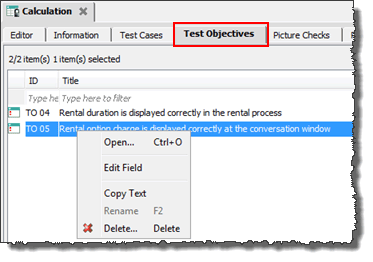 Calculation
Editor Information Test Cases Test Objectives Picture Checks
2/2 item(s) 1 item(s) selected
ID Title
Type he Type here to filter
TO 04 Rental duration is displayed correctly in the rental process
TO 05 Rental option charge is displayed correctly at the conversation window
Open... Ctrl+O
Edit Field
Copy Text
Rename F2
Delete... Delete